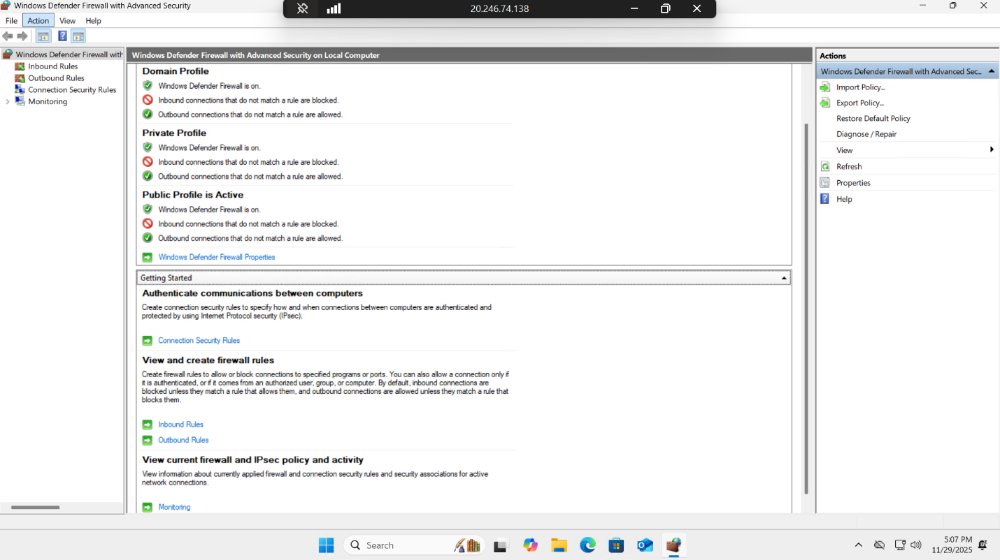 Windows Defender Firewall with Advanced Security
20.246.74.138
File Action View Help
Windows Defender Firewall with
Inbound Rules
Outbound Rules
Connection Security Rules
Monitoring
Windows Defender Firewall with Advanced Security on Local Computer
Domain Profile
Windows Defender Firewall is on.
Inbound connections that do not match a rule are blocked.
Outbound connections that do not match a rule are allowed.
Private Profile
Windows Defender Firewall is on.
Inbound connections that do not match a rule are blocked.
Outbound connections that do not match a rule are allowed.
Public Profile is Active
Windows Defender Firewall is on.
Inbound connections that do not match a rule are blocked.
Outbound connections that do not match a rule are allowed.
Windows Defender Firewall Properties
Getting Started
Authenticate communications between computers
Create connection security rules to specify how and when connections between computers are authenticated and
protected by using Internet Protocol security (IPsec).
Connection Security Rules
View and create firewall rules
Create firewall rules to allow or block connections to specified programs or ports. You can also allow a connection only if
it is authenticated, or if it comes from an authorized user, group, or computer. By default, inbound connections are
blocked unless they match a rule that allows them, and outbound connections are allowed unless they match a rule that
blocks them.
Inbound Rules
Outbound Rules
View current firewall and IPsec policy and activity
View information about currently applied firewall and connection security rules and security associations for active
network connections.
Monitoring
Actions
Windows Defender Firewall with Advanced Sec...
Import Policy...
Export Policy...
Restore Default Policy
Diagnose / Repair
View
Refresh
Properties
Help
Search
5:07 PM
11/29/2025